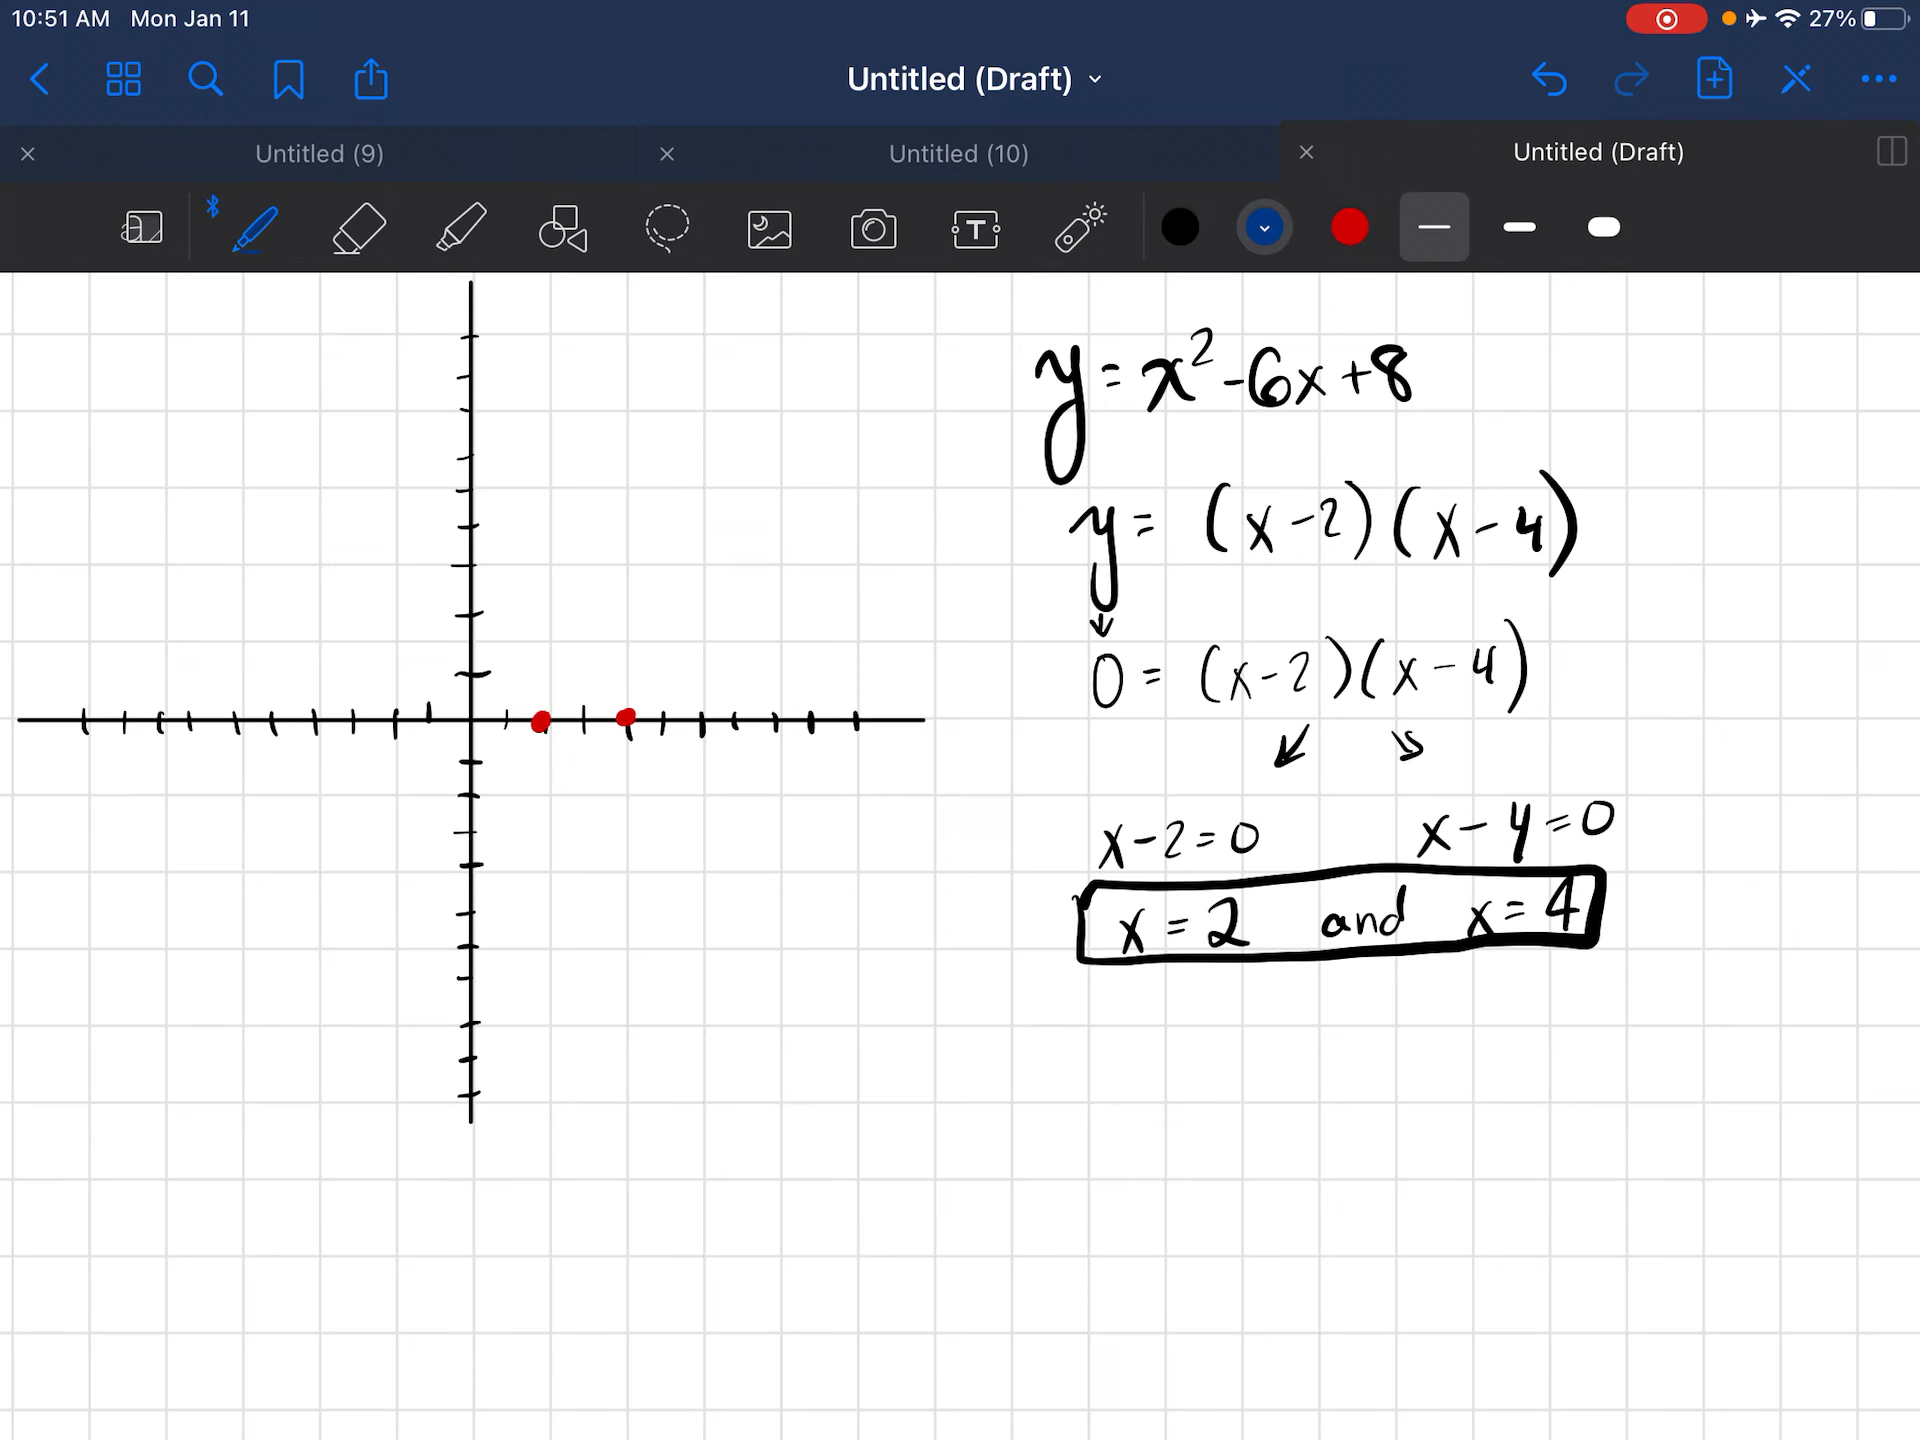 10:51 AM Mon Jan 11
27%
Untitled (Draft)
Untitled (9)
Untitled (10)
Untitled (Draft)
T
y = x² - 6x + 8
y = (x - 2)(x - 4)
0 = (x - 2)(x - 4)
x - 2 = 0 x - 4 = 0
x = 2 and x = 4